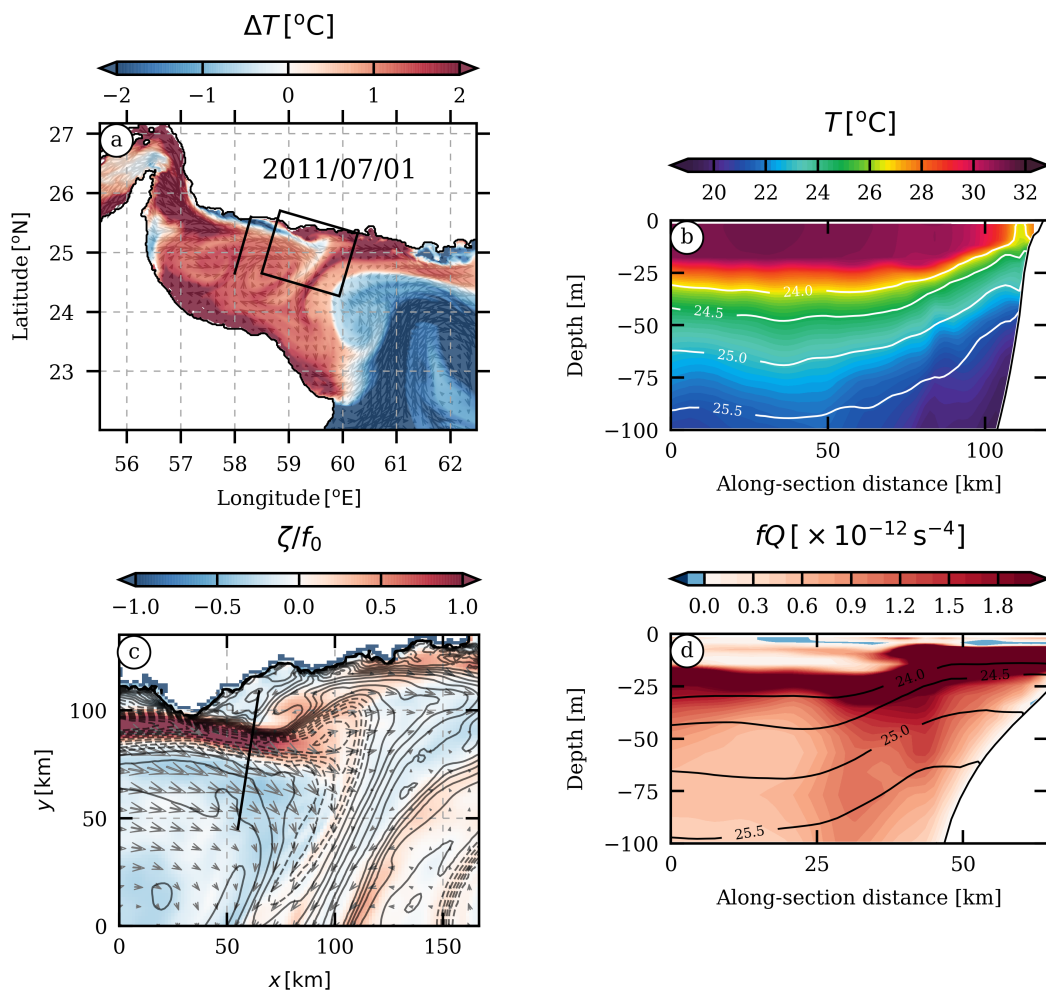 ΔT [°C]
−2 −1 0 1 2
a
2011/07/01
27
26
25
24
23
Latitude [°N]
56 57 58 59 60 61 62
Longitude [°E]
T [°C]
20 22 24 26 28 30 32
b
0
−25
−50
−75
−100
Depth [m]
24.0
24.5
25.0
25.5
0 50 100
Along-section distance [km]
ζ/f₀
−1.0 −0.5 0.0 0.5 1.0
c
100
50
0
y [km]
0 50 100 150
x [km]
fQ [ × 10⁻¹² s⁻⁴]
0.0 0.3 0.6 0.9 1.2 1.5 1.8
d
0
−25
−50
−75
−100
Depth [m]
24.0
24.5
25.0
25.5
0 25 50
Along-section distance [km]